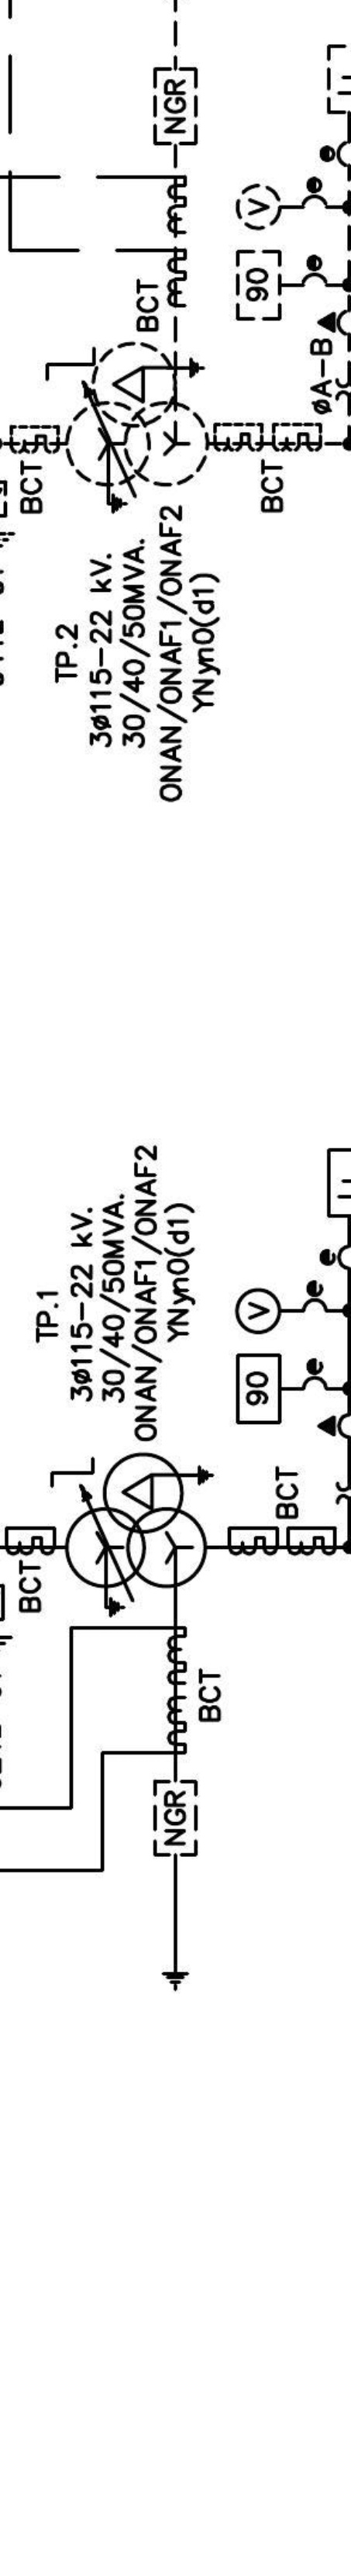 TP.1
3ø115-22 kV.
30/40/50MVA.
ONAN/ONAF1/ONAF2
YNyn0(d1)
BCT
BCT
BCT
NGR
90
V
e
e
e
TP.2
3ø115-22 kV.
30/40/50MVA.
ONAN/ONAF1/ONAF2
YNyn0(d1)
BCT
BCT
BCT
NGR
90
V
øA-B